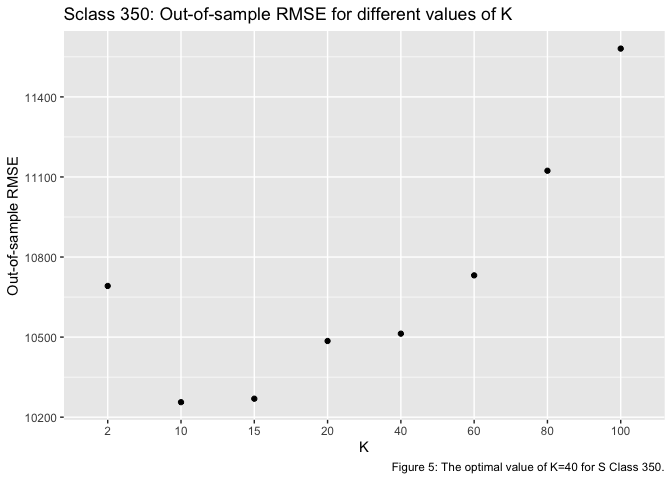 Sclass 350: Out-of-sample RMSE for different values of K
Out-of-sample RMSE
11400
11100
10800
10500
10200
2 10 15 20 40 60 80 100
K
Figure 5: The optimal value of K=40 for S Class 350.